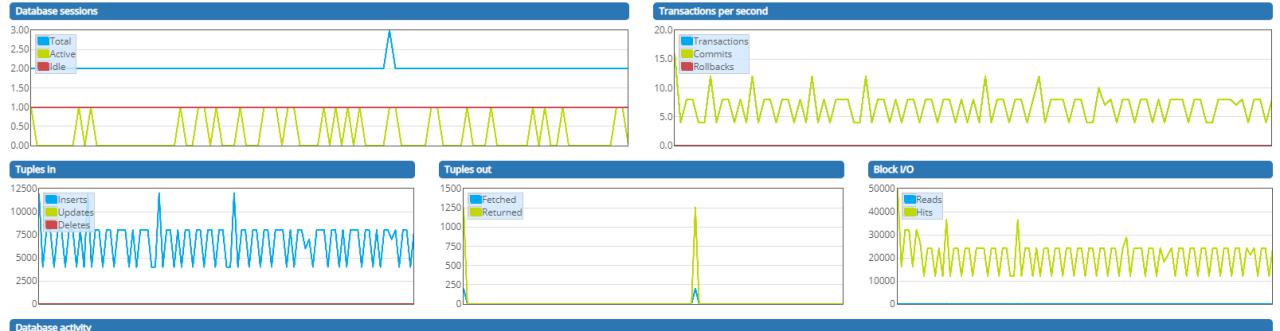 Database sessions
Transactions per second
3.00
2.50
2.00
1.50
1.00
0.50
0.00
Total
Active
Idle
20.0
15.0
10.0
5.0
0.0
Transactions
Commits
Rollbacks
Tuples in
Tuples out
Block I/O
12500
10000
7500
5000
2500
0
Inserts
Updates
Deletes
1500
1250
1000
750
500
250
0
Fetched
Returned
50000
40000
30000
20000
10000
0
Reads
Hits
Database activity